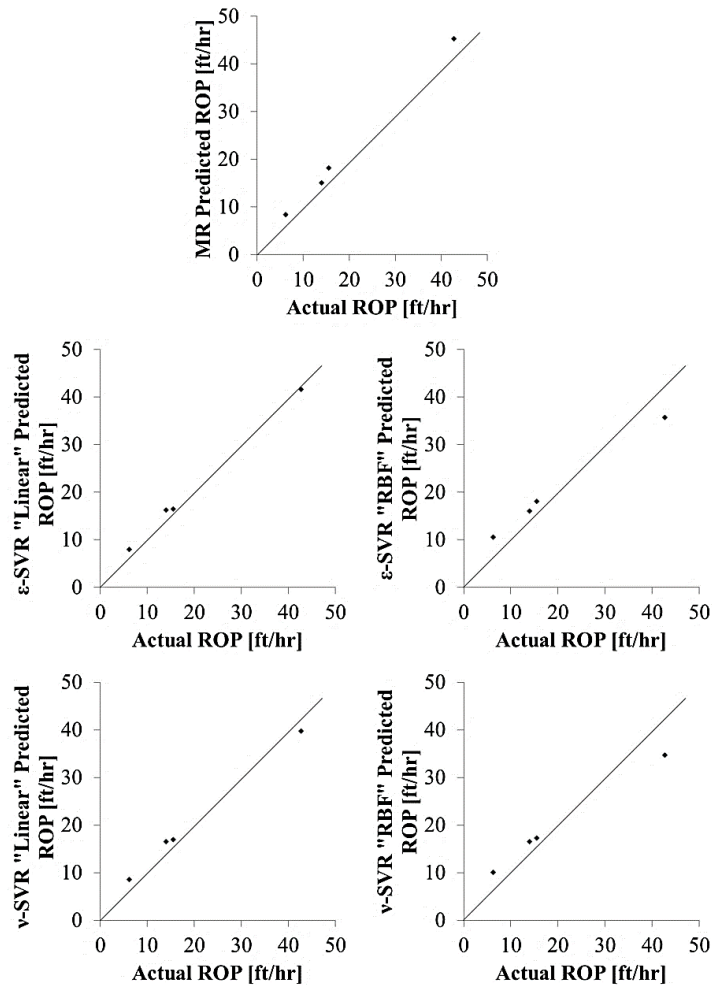 MR Predicted ROP [ft/hr]
50
40
30
20
10
0
0 10 20 30 40 50
Actual ROP [ft/hr]
ε-SVR "Linear" Predicted
ROP [ft/hr]
50
40
30
20
10
0
0 10 20 30 40 50
Actual ROP [ft/hr]
ε-SVR "RBF" Predicted
ROP [ft/hr]
50
40
30
20
10
0
0 10 20 30 40 50
Actual ROP [ft/hr]
ν-SVR "Linear" Predicted
ROP [ft/hr]
50
40
30
20
10
0
0 10 20 30 40 50
Actual ROP [ft/hr]
ν-SVR "RBF" Predicted
ROP [ft/hr]
50
40
30
20
10
0
0 10 20 30 40 50
Actual ROP [ft/hr]